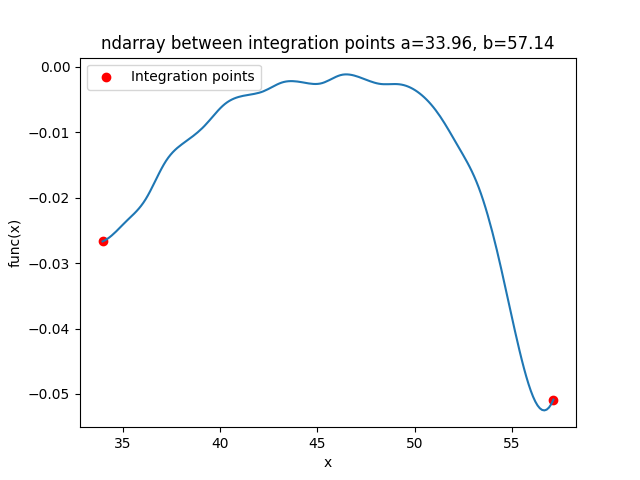 ndarray between integration points a=33.96, b=57.14
Integration points
0.00
−0.01
−0.02
−0.03
−0.04
−0.05
func(x)
35 40 45 50 55
x